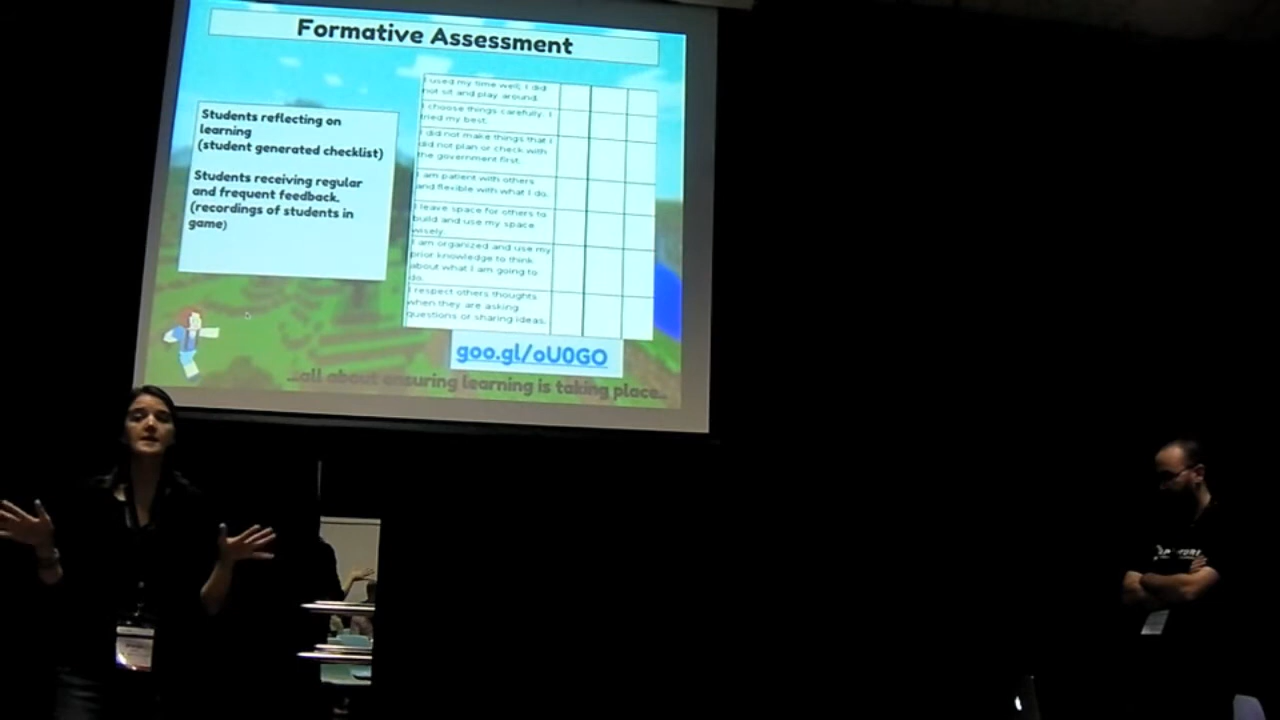 Formative Assessment
Students reflecting on
learning
(student generated checklist)
Students receiving regular
and frequent feedback.
(recordings of students in
game)
I used my time well; I did
not sit and play around.
I choose things carefully. I
tried my best.
I did not make things that I
did not plan or check with
the government first.
I am patient with others
and flexible with what I do.
I leave space for others to
build and use my space
wisely.
I am organized and use my
prior knowledge to think
about what I am going to
do.
I respect others thoughts
when they are asking
questions or sharing ideas.
goo.gl/oU0GO
...all about ensuring learning is taking place..